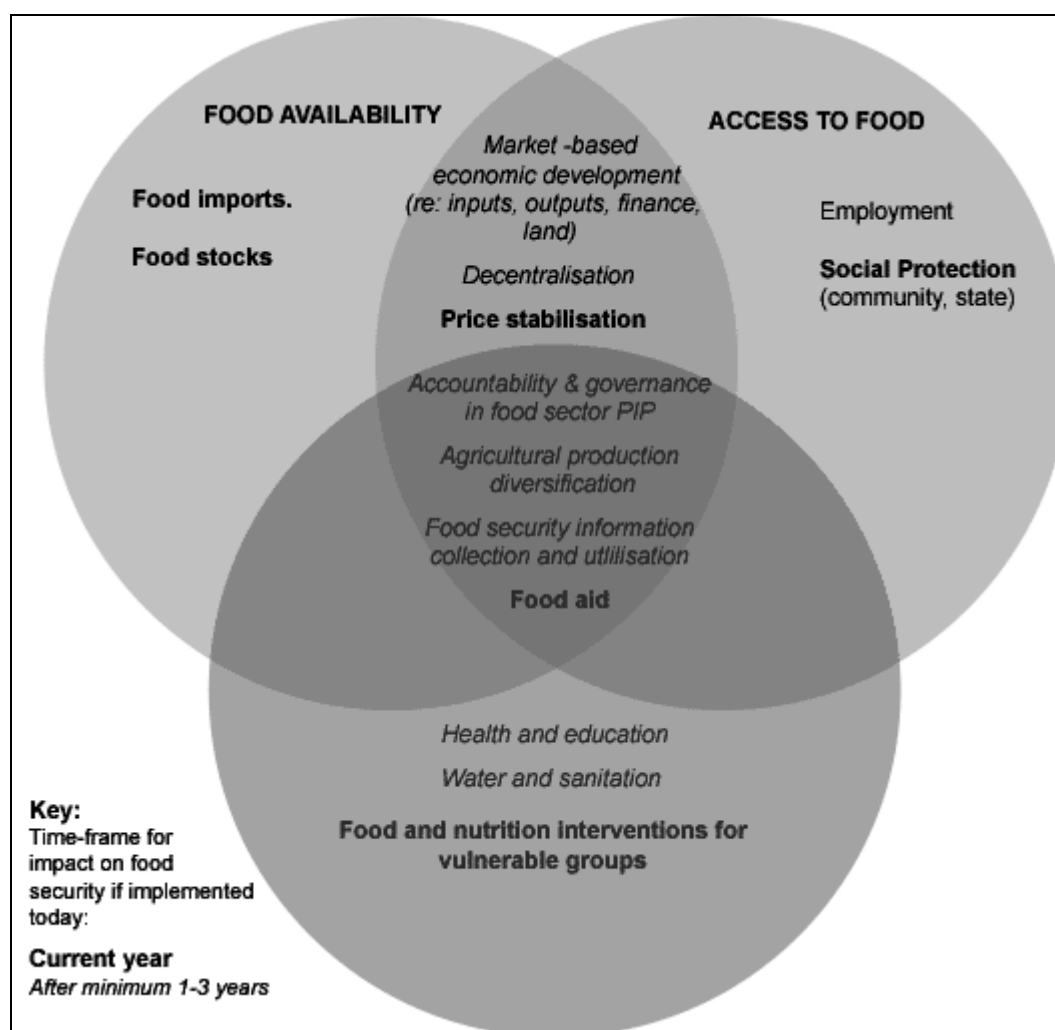 FOOD AVAILABILITY
Food imports.
Food stocks
Market -based
economic development
(re: inputs, outputs, finance,
land)
Decentralisation
Price stabilisation
ACCESS TO FOOD
Employment
Social Protection
(community, state)
Accountability & governance
in food sector PIP
Agricultural production
diversification
Food security information
collection and utlilisation
Food aid
Health and education
Water and sanitation
Food and nutrition interventions for
vulnerable groups
Key:
Time-frame for
impact on food
security if implemented
today:
Current year
After minimum 1-3 years